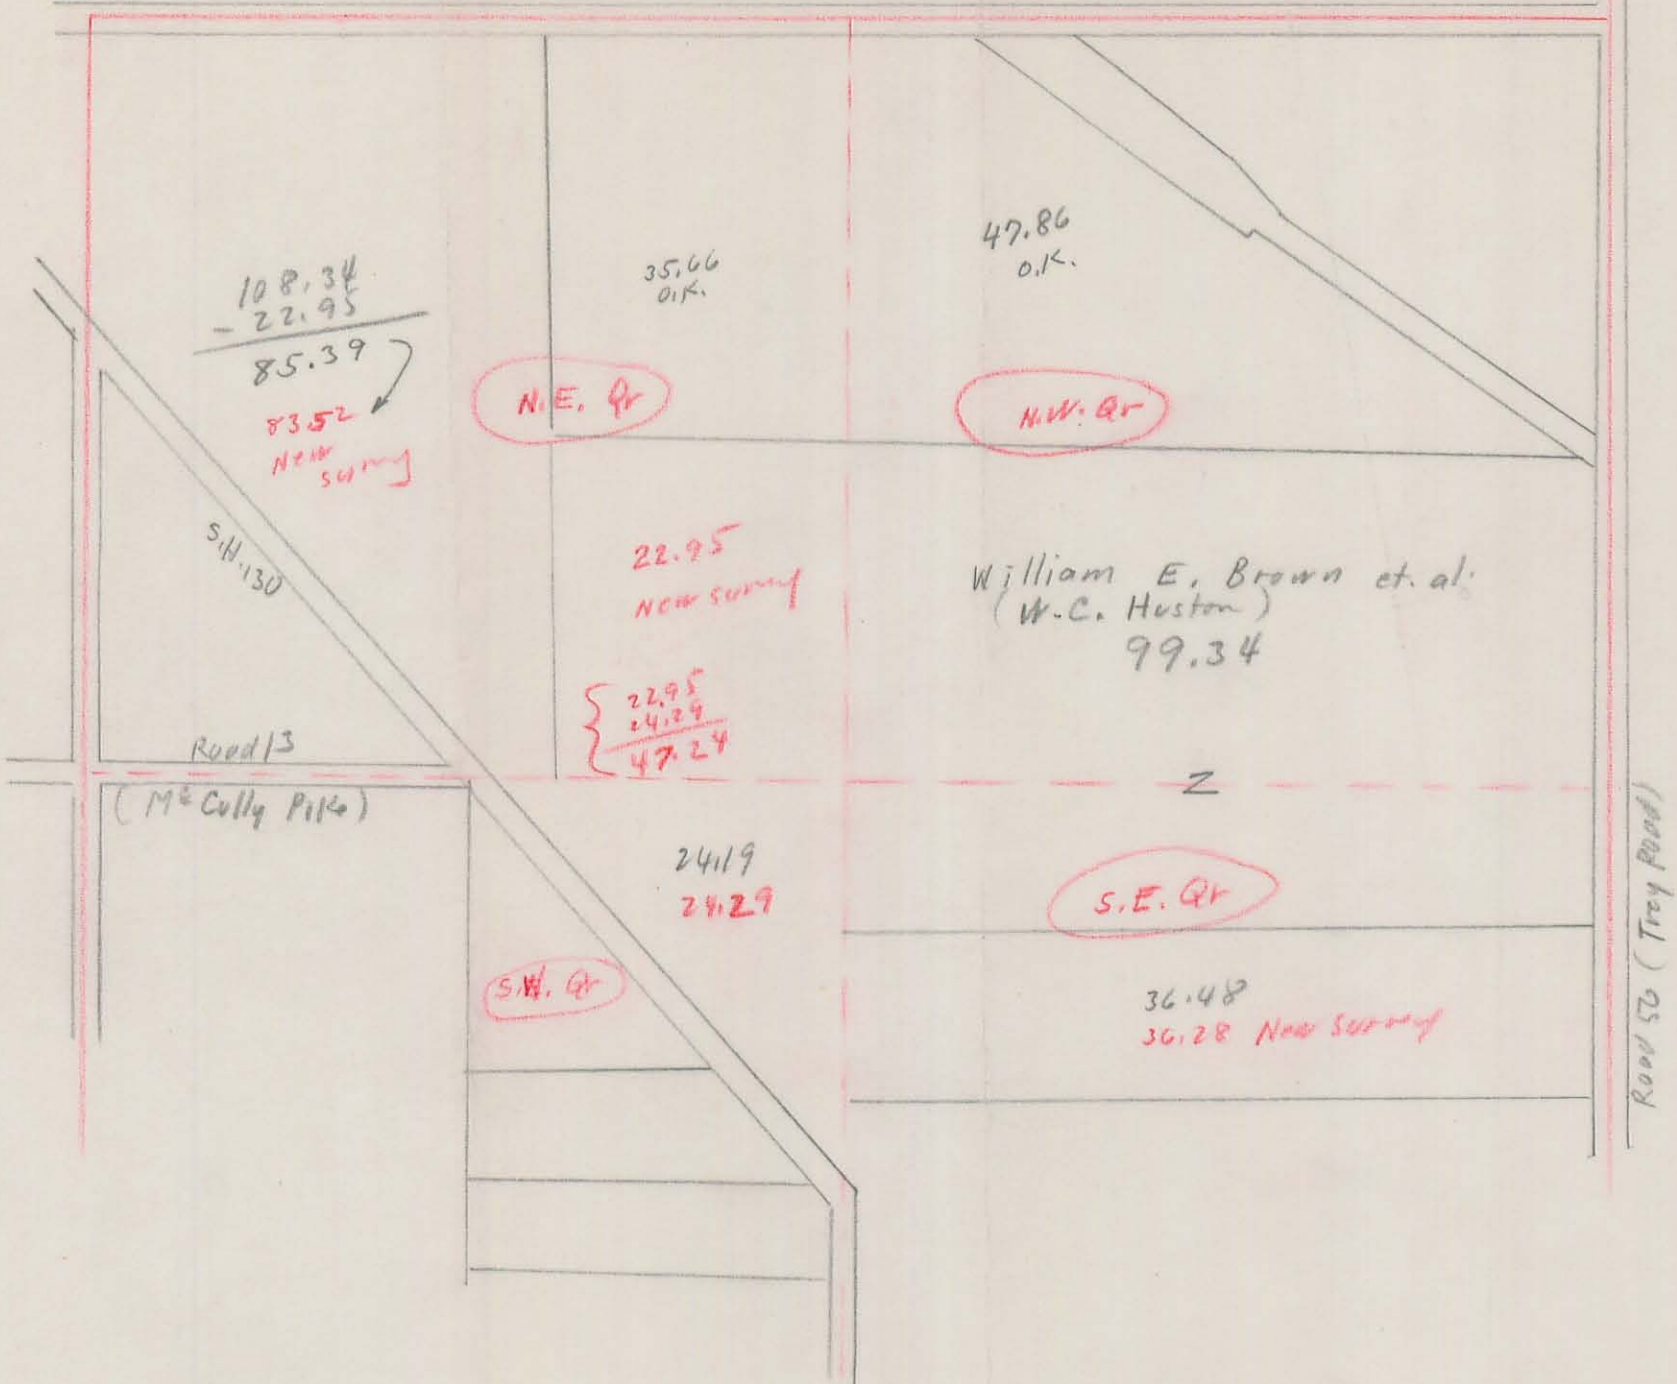 108.34
- 22.95
85.39
83.52
New
survey
35.66
O.K.
47.86
O.K.
N.E. Qr
N.W. Qr
S.H. 130
22.95
New survey
22.95
24.29
47.24
William E. Brown et. al.
(W.C. Huston)
99.34
Road 13
(McCully Pike)
Z
24.19
24.29
S.E. Qr
S.W. Qr
36.48
36.28 New survey
Road 56 (Troy Road)